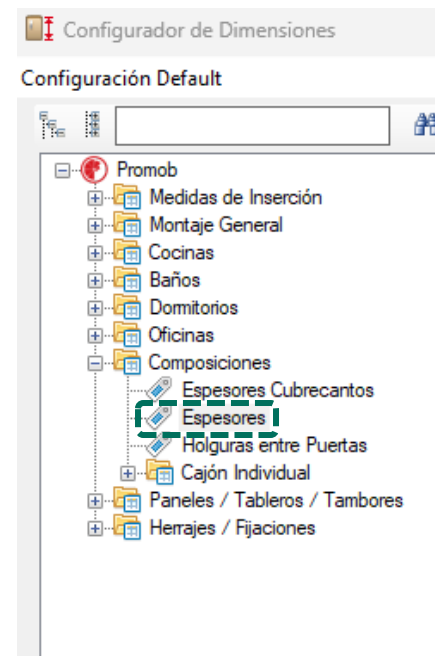 Configurador de Dimensiones
Configuración Default
Promob
Medidas de Inserción
Montaje General
Cocinas
Baños
Dormitorios
Oficinas
Composiciones
Espesores Cubrecantos
Espesores
Holguras entre Puertas
Cajón Individual
Paneles / Tableros / Tambores
Herrajes / Fijaciones